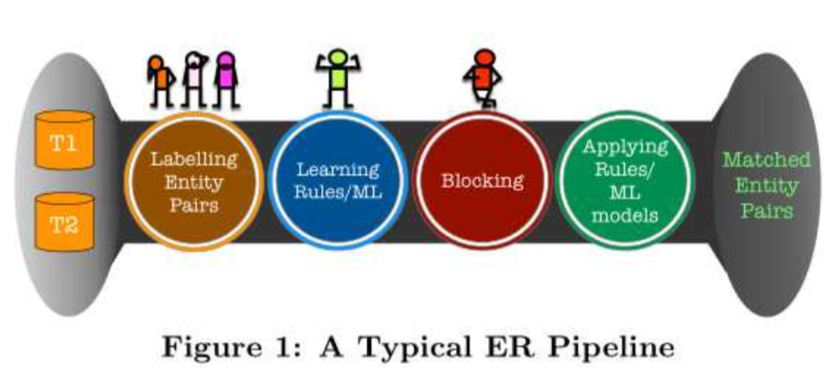 T1
T2
Labelling
Entity
Pairs
Learning
Rules/ML
Blocking
Applying
Rules/
ML
models
Matched
Entity
Pairs
Figure 1: A Typical ER Pipeline